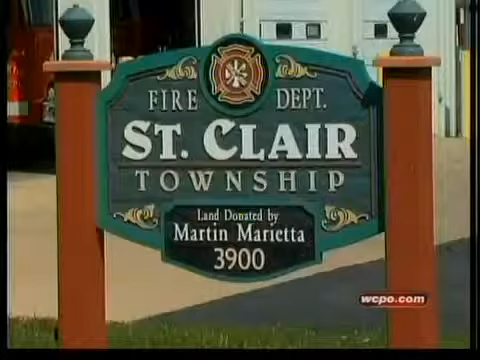 FIRE DEPT.
ST. CLAIR
TOWNSHIP
Land Donated by
Martin Marietta
3900
wcpo.com